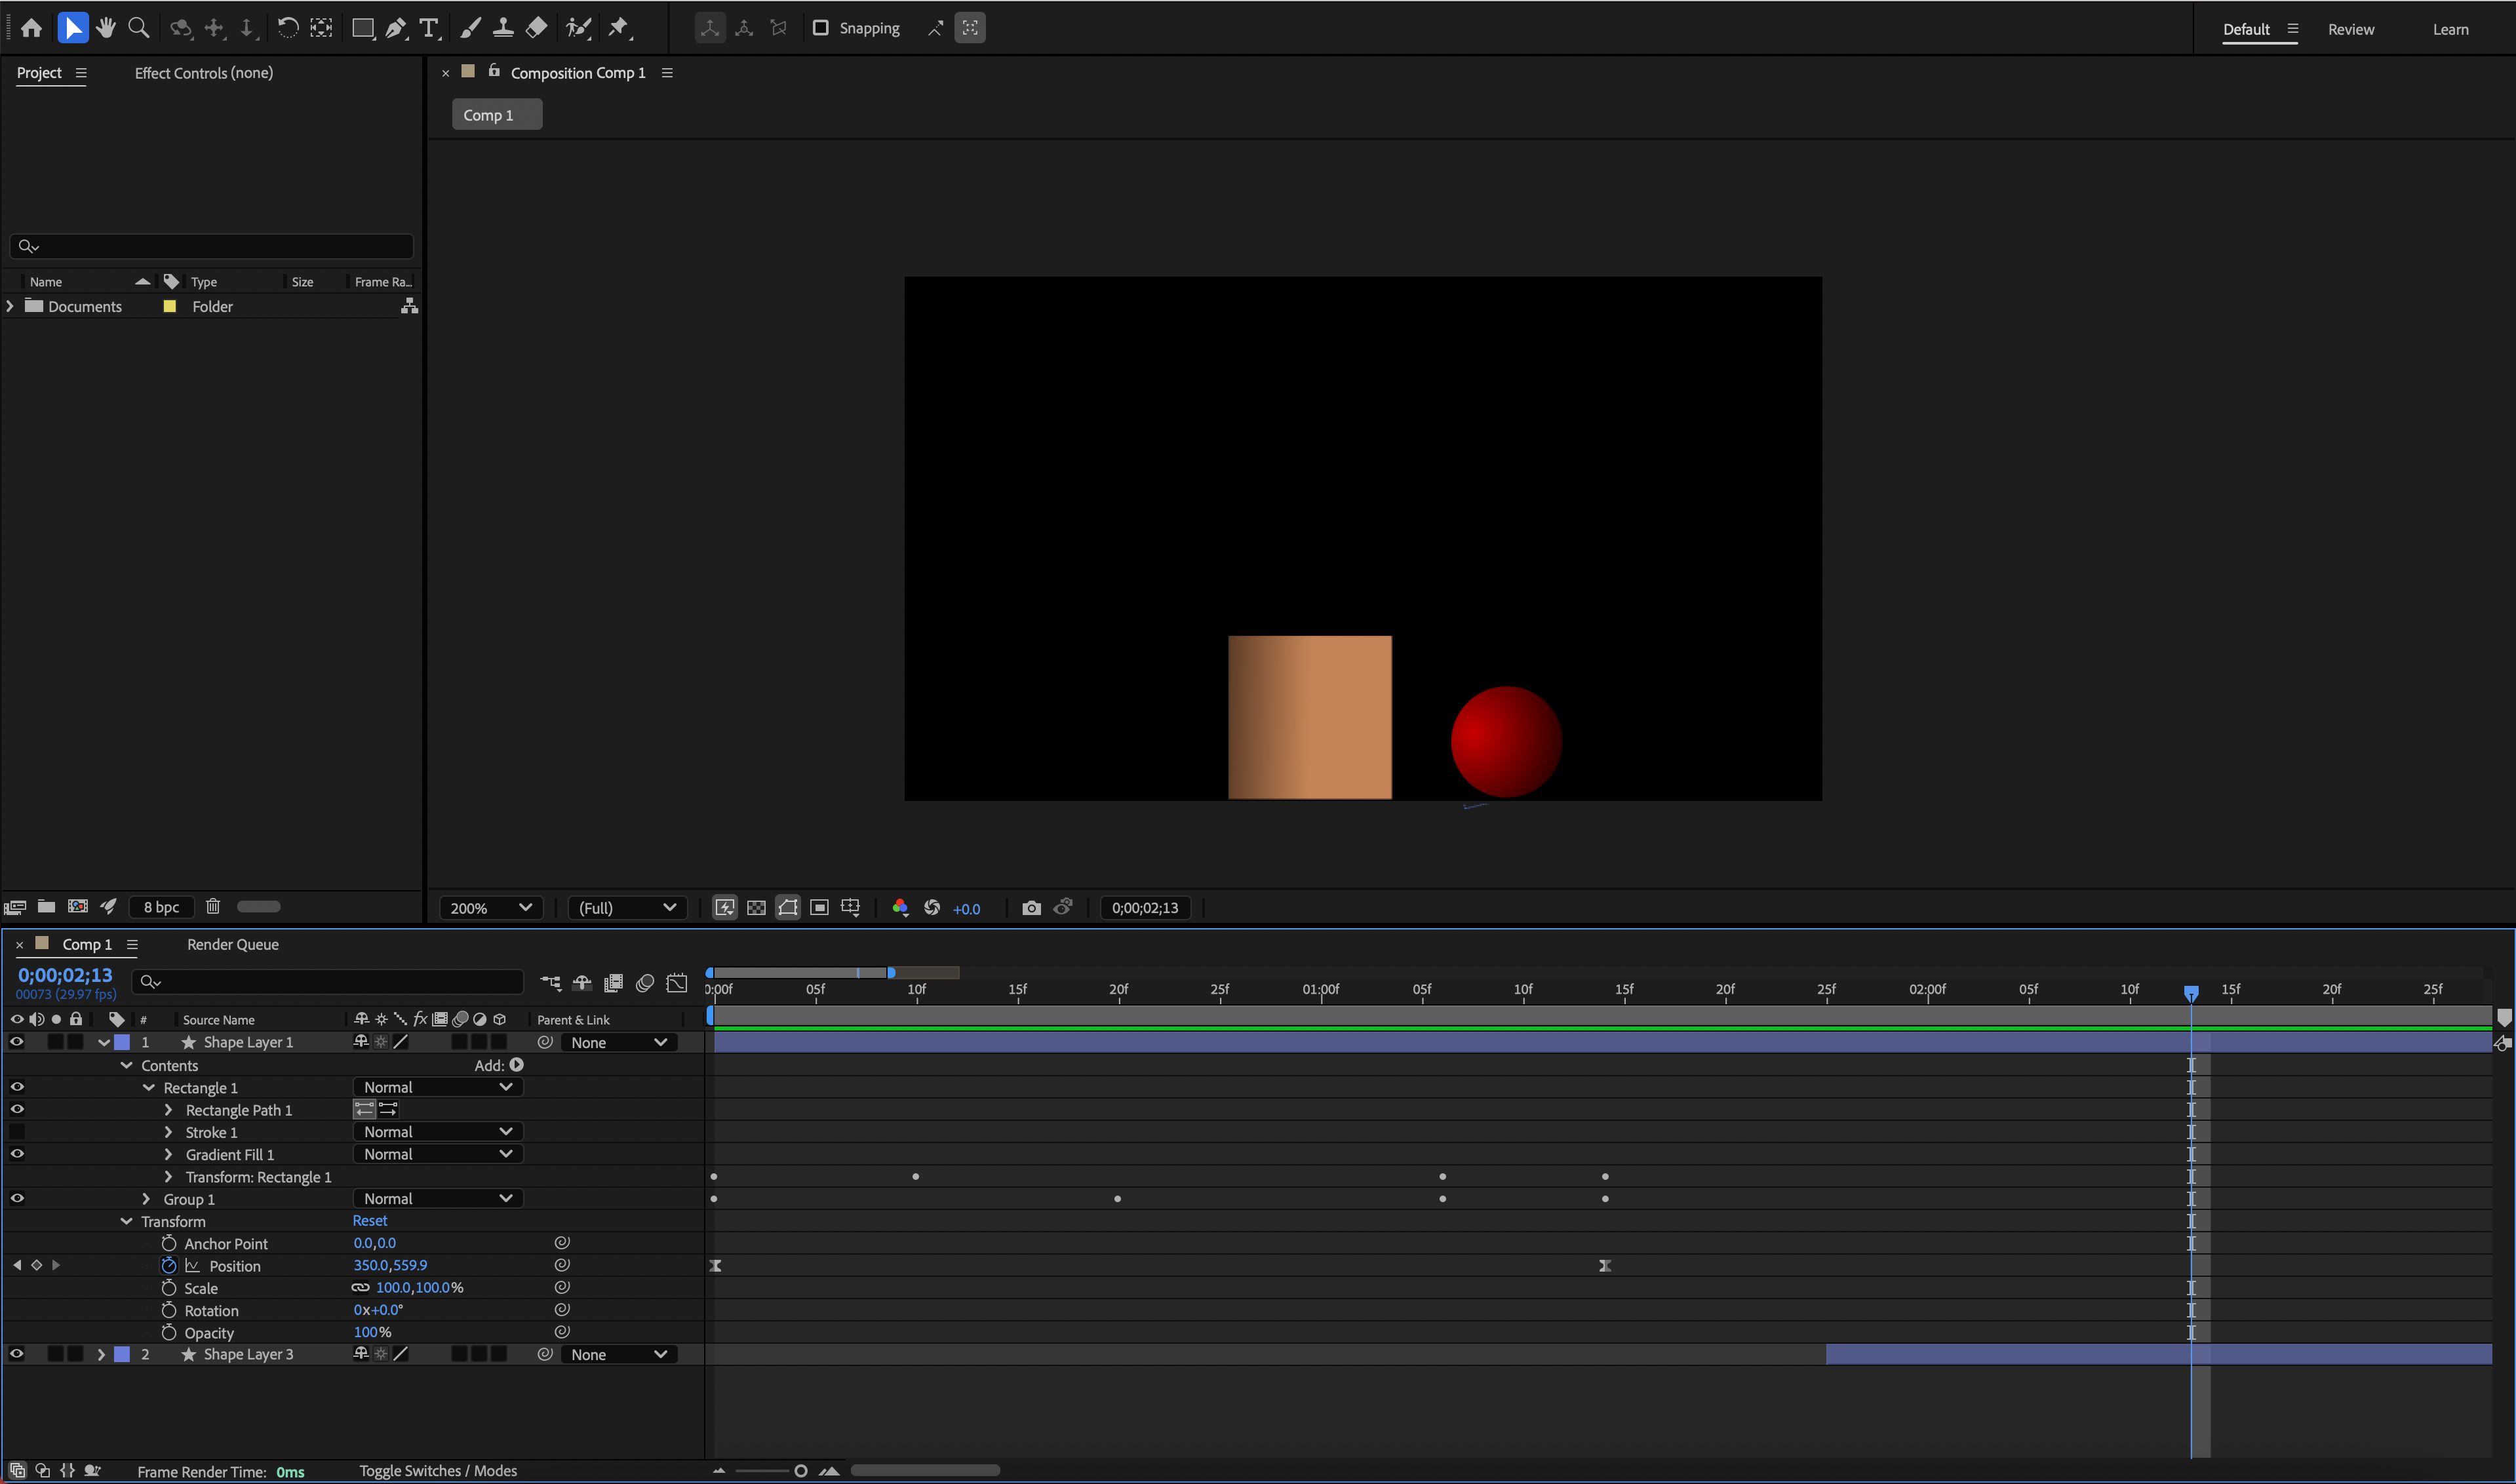 Snapping
Default
Review
Learn
Project
Effect Controls (none)
Composition Comp 1
Comp 1
Name Type Size Frame Ra...
Documents Folder
8 bpc
200% (Full) +0.0 0;00;02;13
Comp 1
Render Queue
0;00;02;13
00073 (29.97 fps)
0:00f 05f 10f 15f 20f 25f 01:00f 05f 10f 15f 20f 25f 02:00f 05f 10f 15f 20f 25f
# Source Name fx Parent & Link
1 Shape Layer 1 None
Contents Add:
Rectangle 1 Normal
Rectangle Path 1
Stroke 1 Normal
Gradient Fill 1 Normal
Transform: Rectangle 1
Group 1 Normal
Transform Reset
Anchor Point 0.0,0.0
Position 350.0,559.9
Scale 100.0,100.0%
Rotation 0x+0.0°
Opacity 100%
2 Shape Layer 3 None
Frame Render Time: 0ms Toggle Switches / Modes